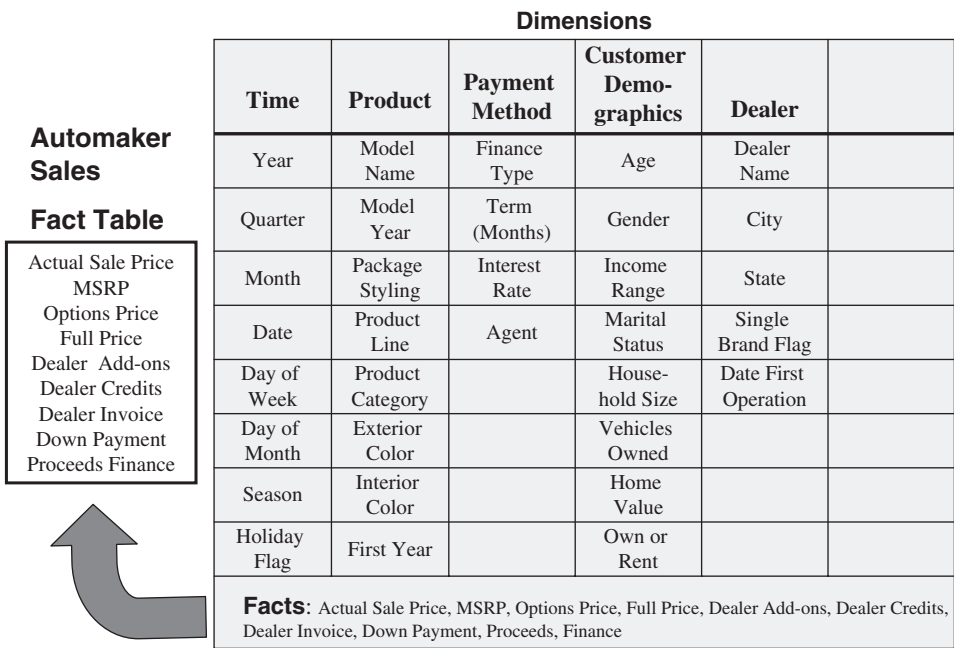 Dimensions
Time
Product
Payment
Method
Customer
Demo-
graphics
Dealer
Year
Model
Name
Finance
Type
Age
Dealer
Name
Quarter
Model
Year
Term
(Months)
Gender
City
Month
Package
Styling
Interest
Rate
Income
Range
State
Date
Product
Line
Agent
Marital
Status
Single
Brand Flag
Day of
Week
Product
Category
House-
hold Size
Date First
Operation
Day of
Month
Exterior
Color
Vehicles
Owned
Season
Interior
Color
Home
Value
Holiday
Flag
First Year
Own or
Rent
Facts: Actual Sale Price, MSRP, Options Price, Full Price, Dealer Add-ons, Dealer Credits,
Dealer Invoice, Down Payment, Proceeds, Finance
Automaker
Sales
Fact Table
Actual Sale Price
MSRP
Options Price
Full Price
Dealer Add-ons
Dealer Credits
Dealer Invoice
Down Payment
Proceeds Finance